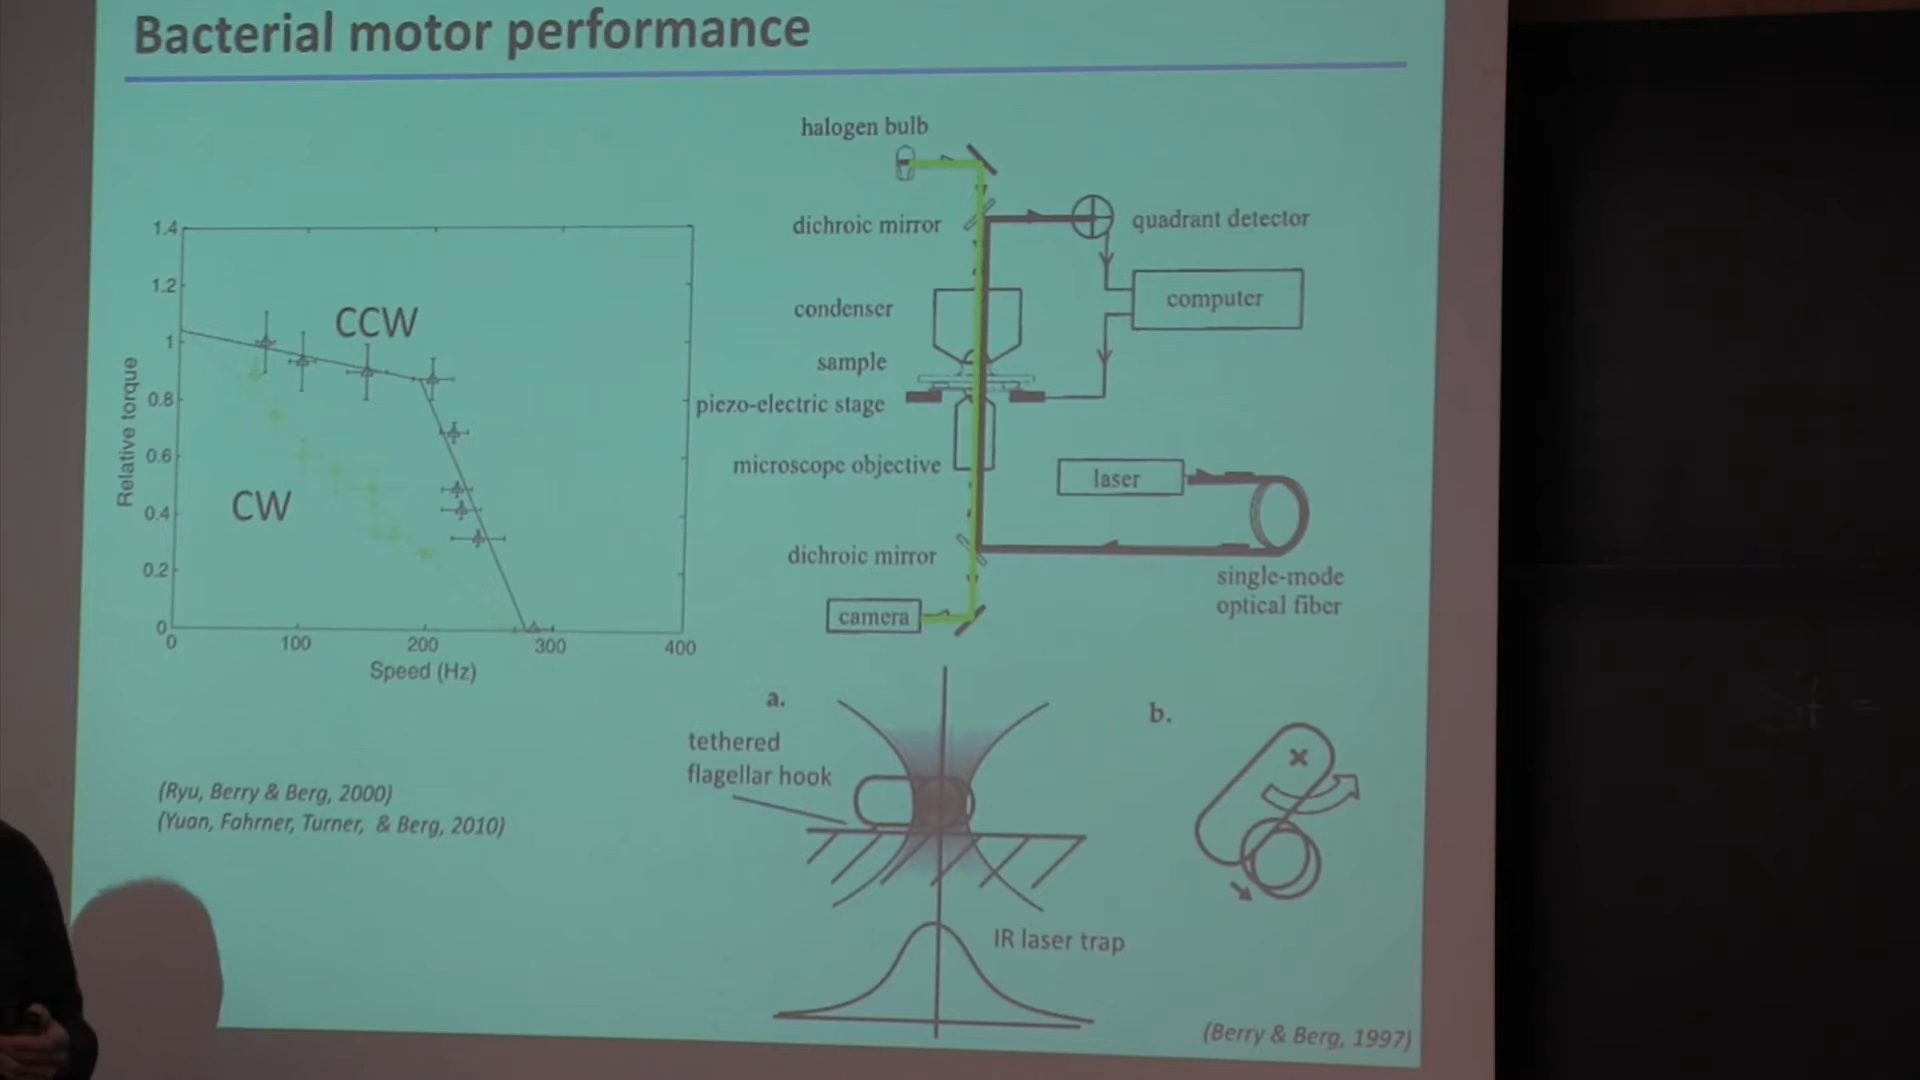 Bacterial motor performance
halogen bulb
dichroic mirror
quadrant detector
computer
condenser
sample
piezo-electric stage
microscope objective
laser
dichroic mirror
single-mode
optical fiber
camera
1.4
1.2
1
0.8
0.6
0.4
0.2
0
0
100
200
300
400
Relative torque
Speed (Hz)
CCW
CW
(Ryu, Berry & Berg, 2000)
(Yuan, Fahrner, Turner, & Berg, 2010)
a.
tethered
flagellar hook
IR laser trap
b.
×
(Berry & Berg, 1997)